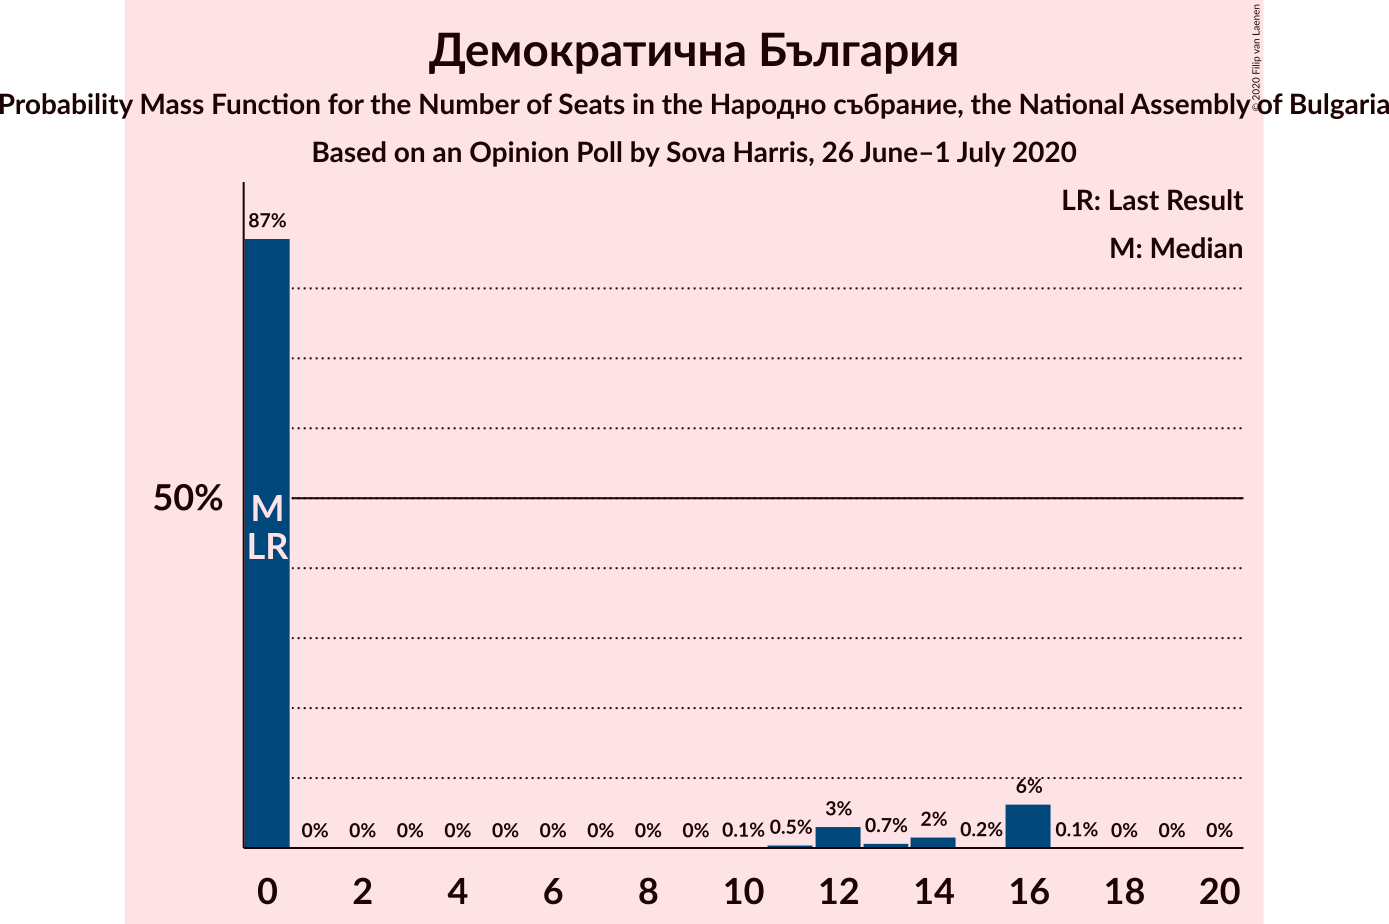 Демократична България
Probability Mass Function for the Number of Seats in the Народно събрание, the National Assembly of Bulgaria
Based on an Opinion Poll by Sova Harris, 26 June–1 July 2020
© 2020 Filip van Laenen
LR: Last Result
M: Median
87%
50%
M
LR
0% 0% 0% 0% 0% 0% 0% 0% 0% 0.1% 0.5% 3% 0.7% 2% 0.2% 6% 0.1% 0% 0% 0%
0 2 4 6 8 10 12 14 16 18 20